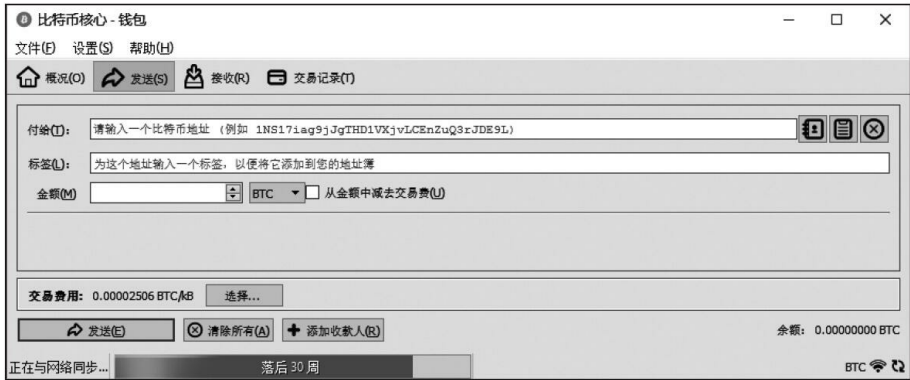 比特币核心 - 钱包
文件(F) 设置(S) 帮助(H)
概况(O) 发送(S) 接收(R) 交易记录(T)
付给(T): 请输入一个比特币地址 (例如 1NS17iag9jJgTHD1VXjvLCEnZuQ3rJDE9L)
标签(L): 为这个地址输入一个标签，以便将它添加到您的地址簿
金额(M) BTC 从金额中减去交易费(U)
交易费用: 0.00002506 BTC/kB 选择...
发送(E) 清除所有(A) 添加收款人(R) 余额: 0.00000000 BTC
正在与网络同步... 落后 30 周 BTC